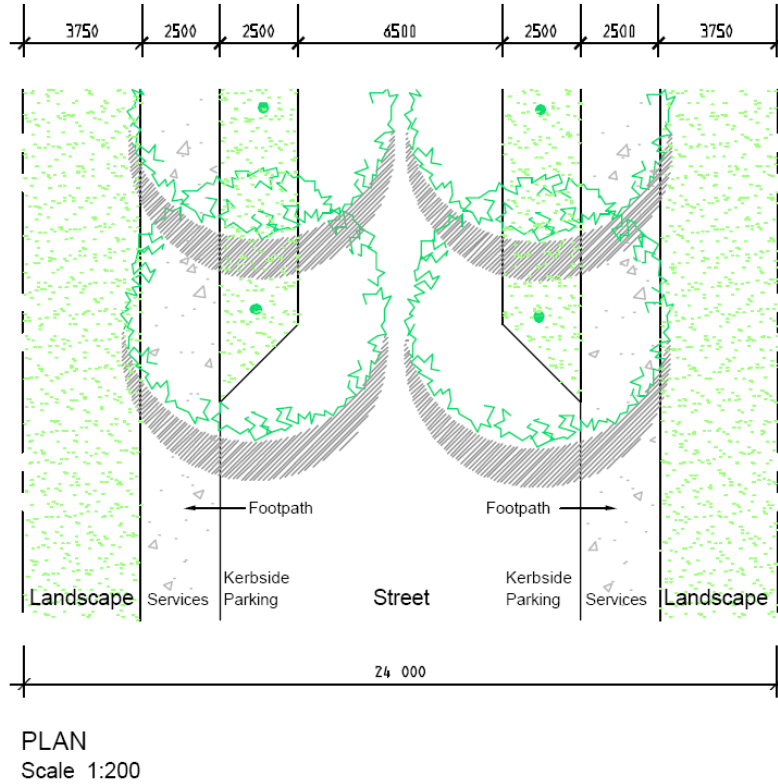 3750 2500 2500 6500 2500 2500 3750
Footpath Footpath
Kerbside Kerbside
Landscape Services Parking Street Parking Services Landscape
24 000
PLAN
Scale 1:200